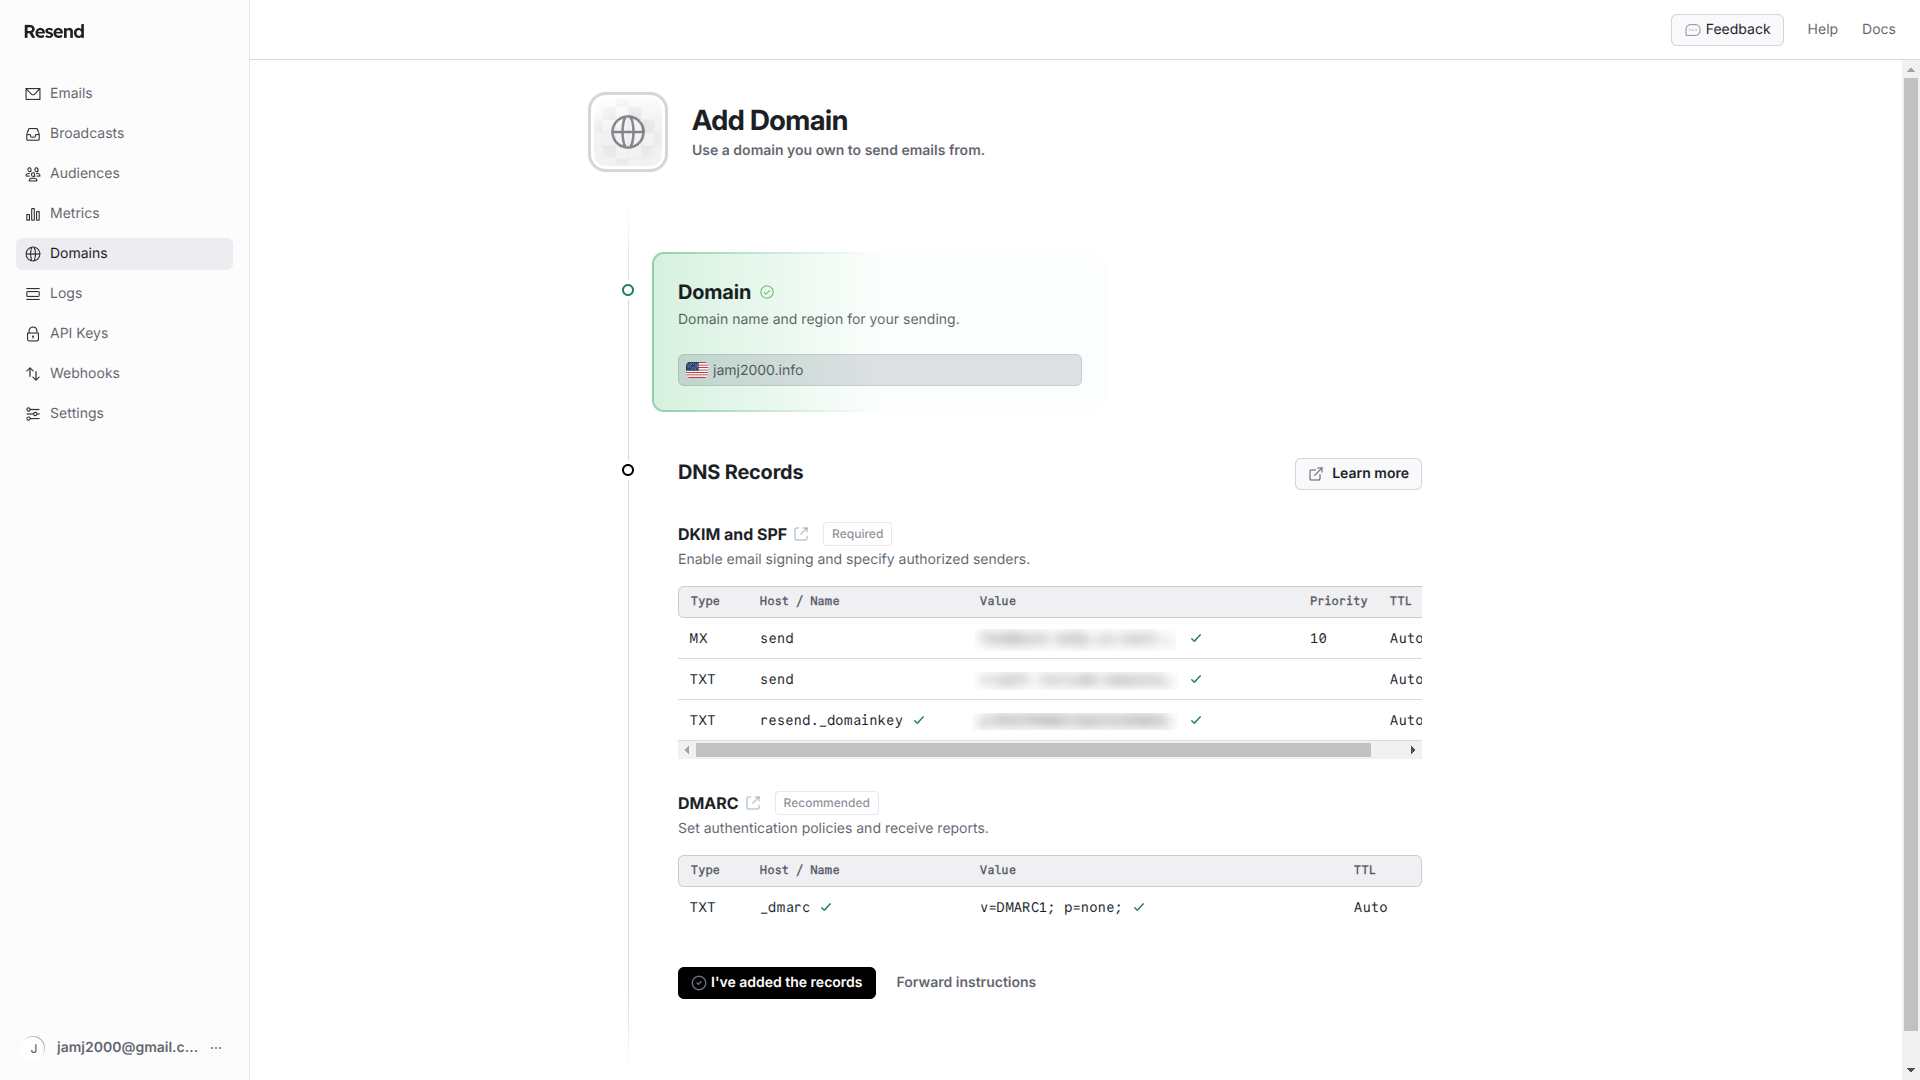 Resend
Feedback
Help
Docs
Emails
Broadcasts
Audiences
Metrics
Domains
Logs
API Keys
Webhooks
Settings
Add Domain
Use a domain you own to send emails from.
Domain
Domain name and region for your sending.
jamj2000.info
DNS Records
Learn more
DKIM and SPF Required
Enable email signing and specify authorized senders.
Type Host / Name Value Priority TTL
MX send 10 Auto
TXT send Auto
TXT resend._domainkey Auto
DMARC Recommended
Set authentication policies and receive reports.
Type Host / Name Value TTL
TXT _dmarc v=DMARC1; p=none; Auto
I've added the records Forward instructions
J jamj2000@gmail.c... ...